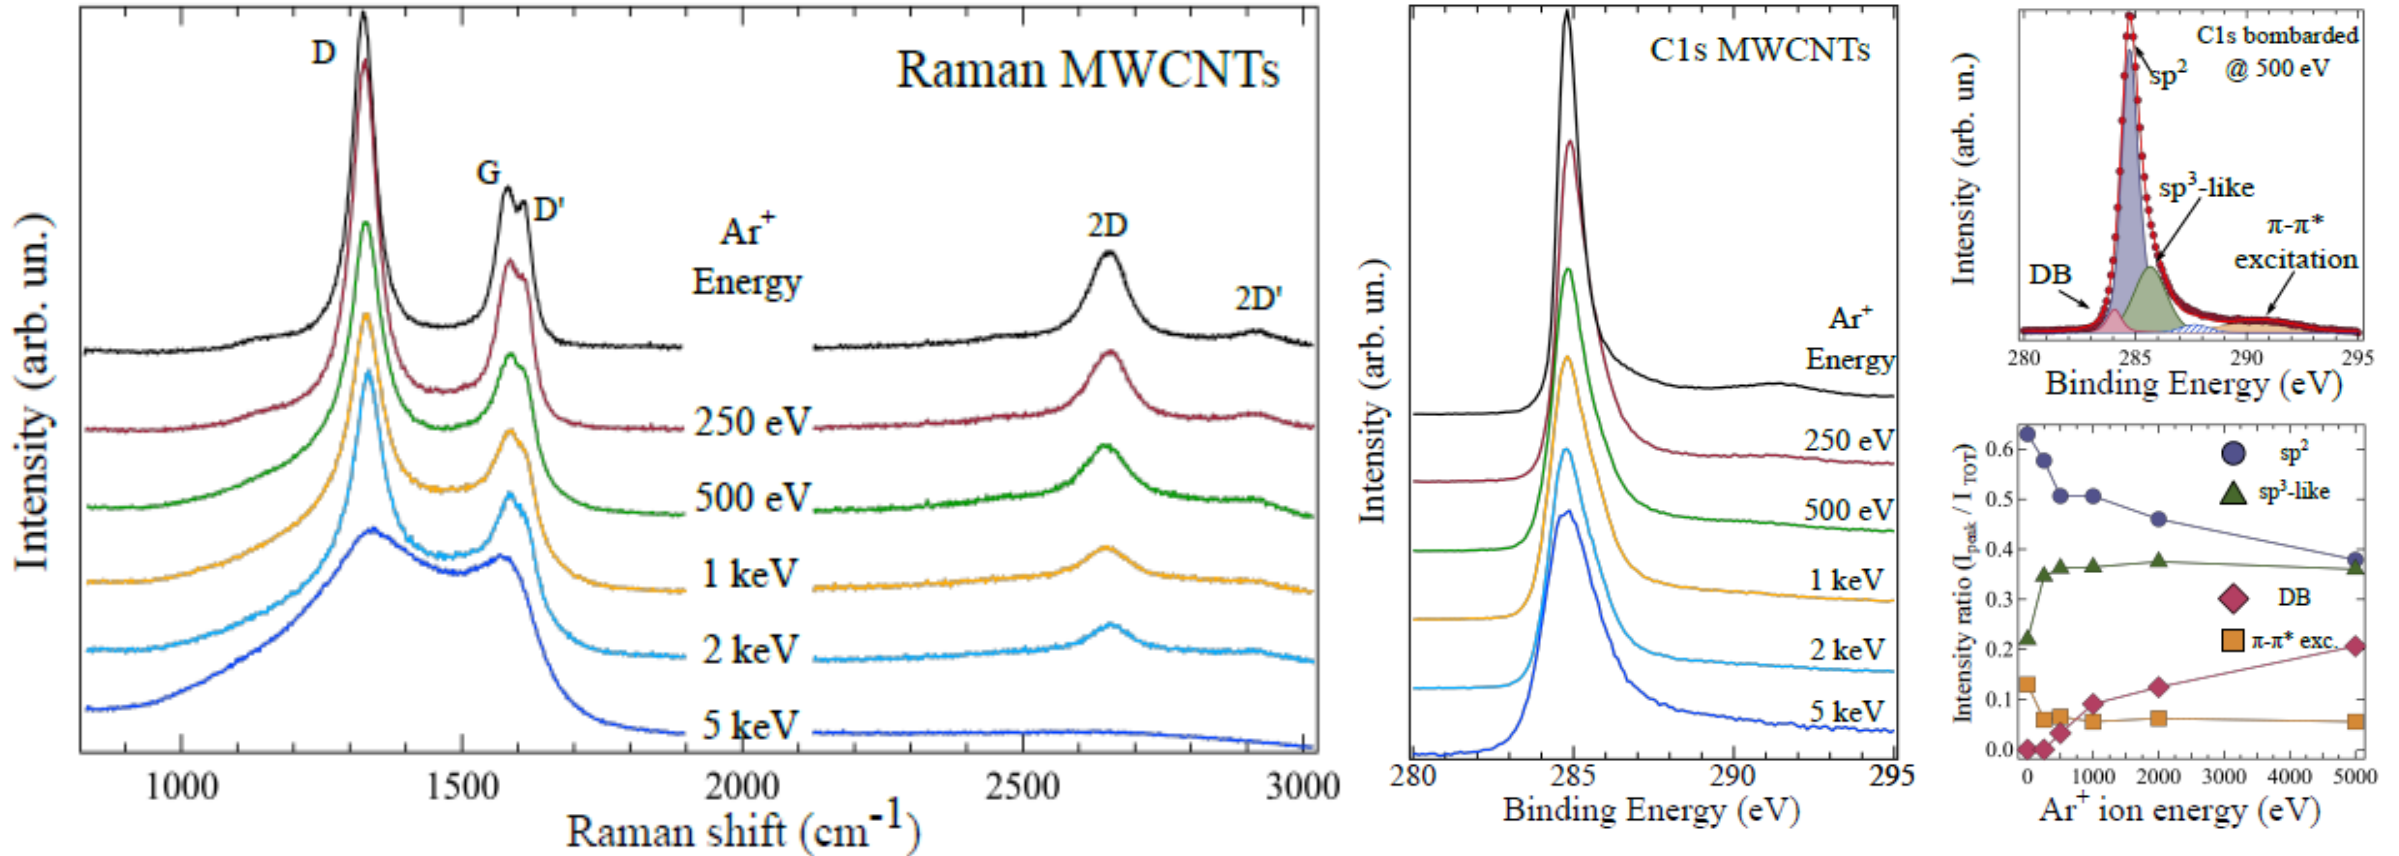 Raman MWCNTs
D
G
D'
2D
2D'
Ar+
Energy
250 eV
500 eV
1 keV
2 keV
5 keV
Intensity (arb. un.)
1000
1500
2000
2500
3000
Raman shift (cm-1)
C1s MWCNTs
Ar+
Energy
250 eV
500 eV
1 keV
2 keV
5 keV
Intensity (arb. un.)
280
285
290
295
Binding Energy (eV)
C1s bombarded
@ 500 eV
sp2
sp3-like
π-π*
excitation
DB
Intensity (arb. un.)
280
285
290
295
Binding Energy (eV)
sp2
sp3-like
DB
π-π* exc.
Intensity ratio (Ipeak / I TOT)
0.6
0.5
0.4
0.3
0.2
0.1
0.0
0
1000
2000
3000
4000
5000
Ar+ ion energy (eV)